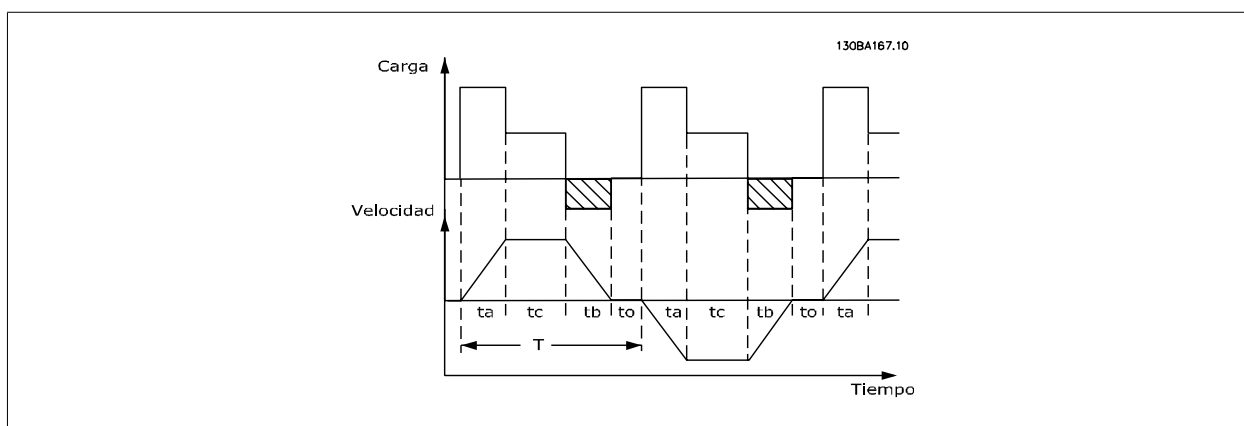 130BA167.10
Carga
Velocidad
ta tc tb to ta tc tb to ta
T
Tiempo